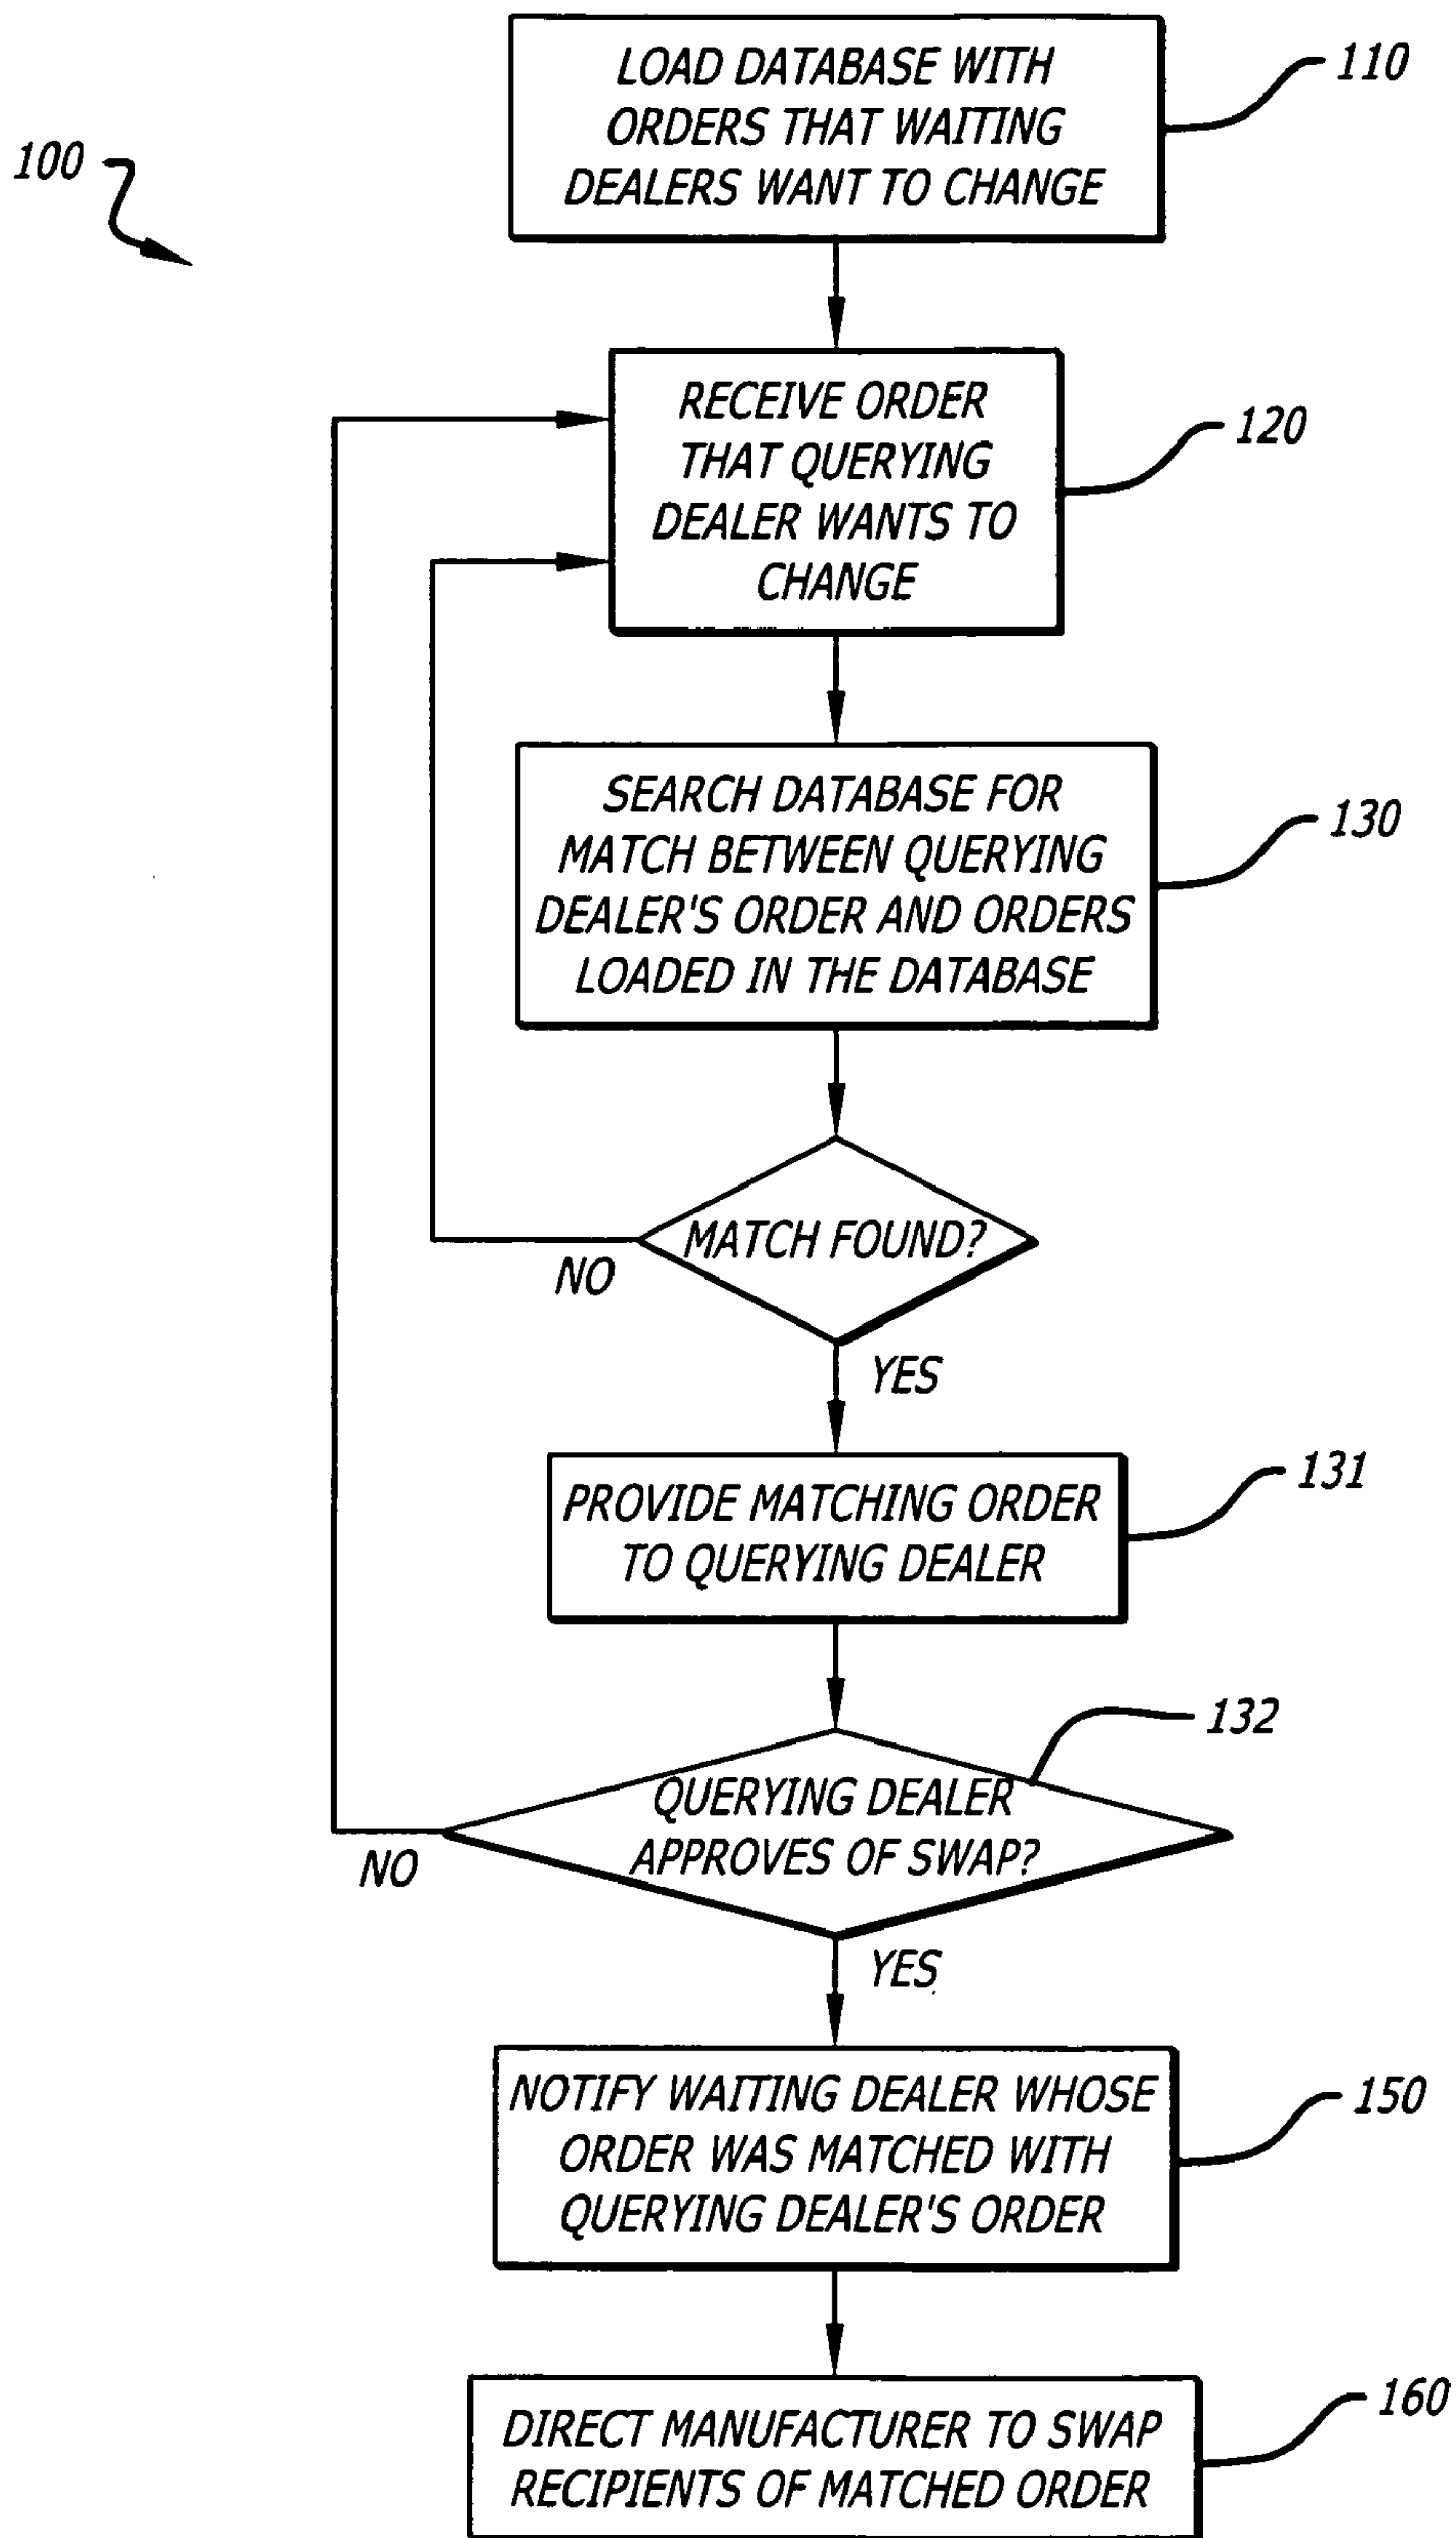 100
LOAD DATABASE WITH
ORDERS THAT WAITING
DEALERS WANT TO CHANGE
110
RECEIVE ORDER
THAT QUERYING
DEALER WANTS TO
CHANGE
120
SEARCH DATABASE FOR
MATCH BETWEEN QUERYING
DEALER'S ORDER AND ORDERS
LOADED IN THE DATABASE
130
MATCH FOUND?
NO
YES
PROVIDE MATCHING ORDER
TO QUERYING DEALER
131
QUERYING DEALER
APPROVES OF SWAP?
132
NO
YES
NOTIFY WAITING DEALER WHOSE
ORDER WAS MATCHED WITH
QUERYING DEALER'S ORDER
150
DIRECT MANUFACTURER TO SWAP
RECIPIENTS OF MATCHED ORDER
160